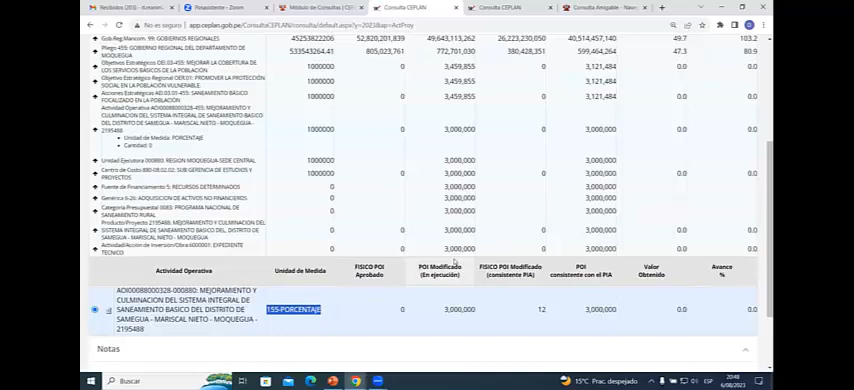 Recibidos (203) - d.manini
Posasistente - Zoom
Módulo de Consultas | CEPL
Consulta CEPLAN
Consulta CEPLAN
Consulta Amigable - Nave
No es seguro | app.ceplan.gob.pe/ConsultaCEPLAN/consulta/default.aspx?y=2023&ap=ActProy
Gob.Reg/Mancom. 99: GOBIERNOS REGIONALES 45253822206 52,820,201,839 49,643,113,262 26,223,230,050 40,514,457,140 49.7 103.2
Pliego 455: GOBIERNO REGIONAL DEL DEPARTAMENTO DE MOQUEGUA 533543264.41 805,023,761 772,701,030 380,428,351 599,464,264 47.3 80.9
Objetivos Estratégicos OEI.03-455: MEJORAR LA COBERTURA DE LOS SERVICIOS BÁSICOS DE LA POBLACIÓN 1000000 0 3,459,855 0 3,121,484 0.0 0.0
Objetivo Estratégico Regional OER.01: PROMOVER LA PROTECCIÓN SOCIAL EN LA POBLACIÓN VULNERABLE. 3,459,855 3,121,484
Acciones Estratégicas AEI.03.01-455: SANEAMIENTO BÁSICO FOCALIZADO EN LA POBLACIÓN 1000000 0 3,459,855 0 3,121,484 0.0 0.0
Actividad Operativa AOI00088000328-455: MEJORAMIENTO Y
CULMINACION DEL SISTEMA INTEGRAL DE SANEAMIENTO BASICO
DEL DISTRITO DE SAMEGUA - MARISCAL NIETO - MOQUEGUA - 1000000 0 3,000,000 0 3,000,000 0.0 0.0
2195488
Unidad de Medida: PORCENTAJE
Cantidad: 0
Unidad Ejecutora 000880: REGION MOQUEGUA-SEDE CENTRAL 1000000 3,000,000 3,000,000
Centro de Costo 880-08.02.02: SUB GERENCIA DE ESTUDIOS Y PROYECTOS 1000000 0 3,000,000 0 3,000,000 0.0 0.0
Fuente de Financiamiento 5: RECURSOS DETERMINADOS 0 3,000,000 3,000,000
Genérica 6-26: ADQUISICION DE ACTIVOS NO FINANCIEROS 0 3,000,000 3,000,000
Categoría Presupuestal 0083: PROGRAMA NACIONAL DE SANEAMIENTO RURAL 0 3,000,000 3,000,000
Producto/Proyecto 2195488: MEJORAMIENTO Y CULMINACION DEL
SISTEMA INTEGRAL DE SANEAMIENTO BASICO DEL DISTRITO DE 0 0 3,000,000 0 3,000,000 0.0 0.0
SAMEGUA - MARISCAL NIETO - MOQUEGUA
Actividad/Accion de Inversión/Obra 6000001: EXPEDIENTE TECNICO 0 0 3,000,000 0 3,000,000 0.0 0.0
Actividad Operativa
Unidad de Medida
FISICO POI Aprobado
POI Modificado (En ejecución)
FISICO POI Modificado (consistente PIA)
POI consistente con el PIA
Valor Obtenido
Avance %
AOI00088000328-000880: MEJORAMIENTO Y
CULMINACION DEL SISTEMA INTEGRAL DE
SANEAMIENTO BASICO DEL DISTRITO DE 155-PORCENTAJE 0 3,000,000 12 3,000,000 0.0 0.0
SAMEGUA - MARISCAL NIETO - MOQUEGUA -
2195488
Notas
Buscar
15°C Prac. despejado
ESP
20:48
6/08/2023